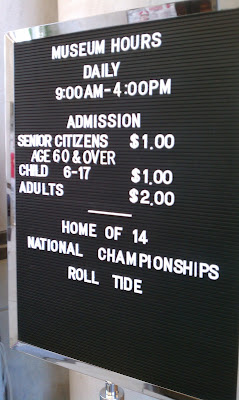 MUSEUM HOURS
DAILY
9:00AM-4:00PM
ADMISSION
SENIOR CITIZENS $1.00
AGE 60 & OVER
CHILD 6-17 $1.00
ADULTS $2.00
HOME OF 14
NATIONAL CHAMPIONSHIPS
ROLL TIDE